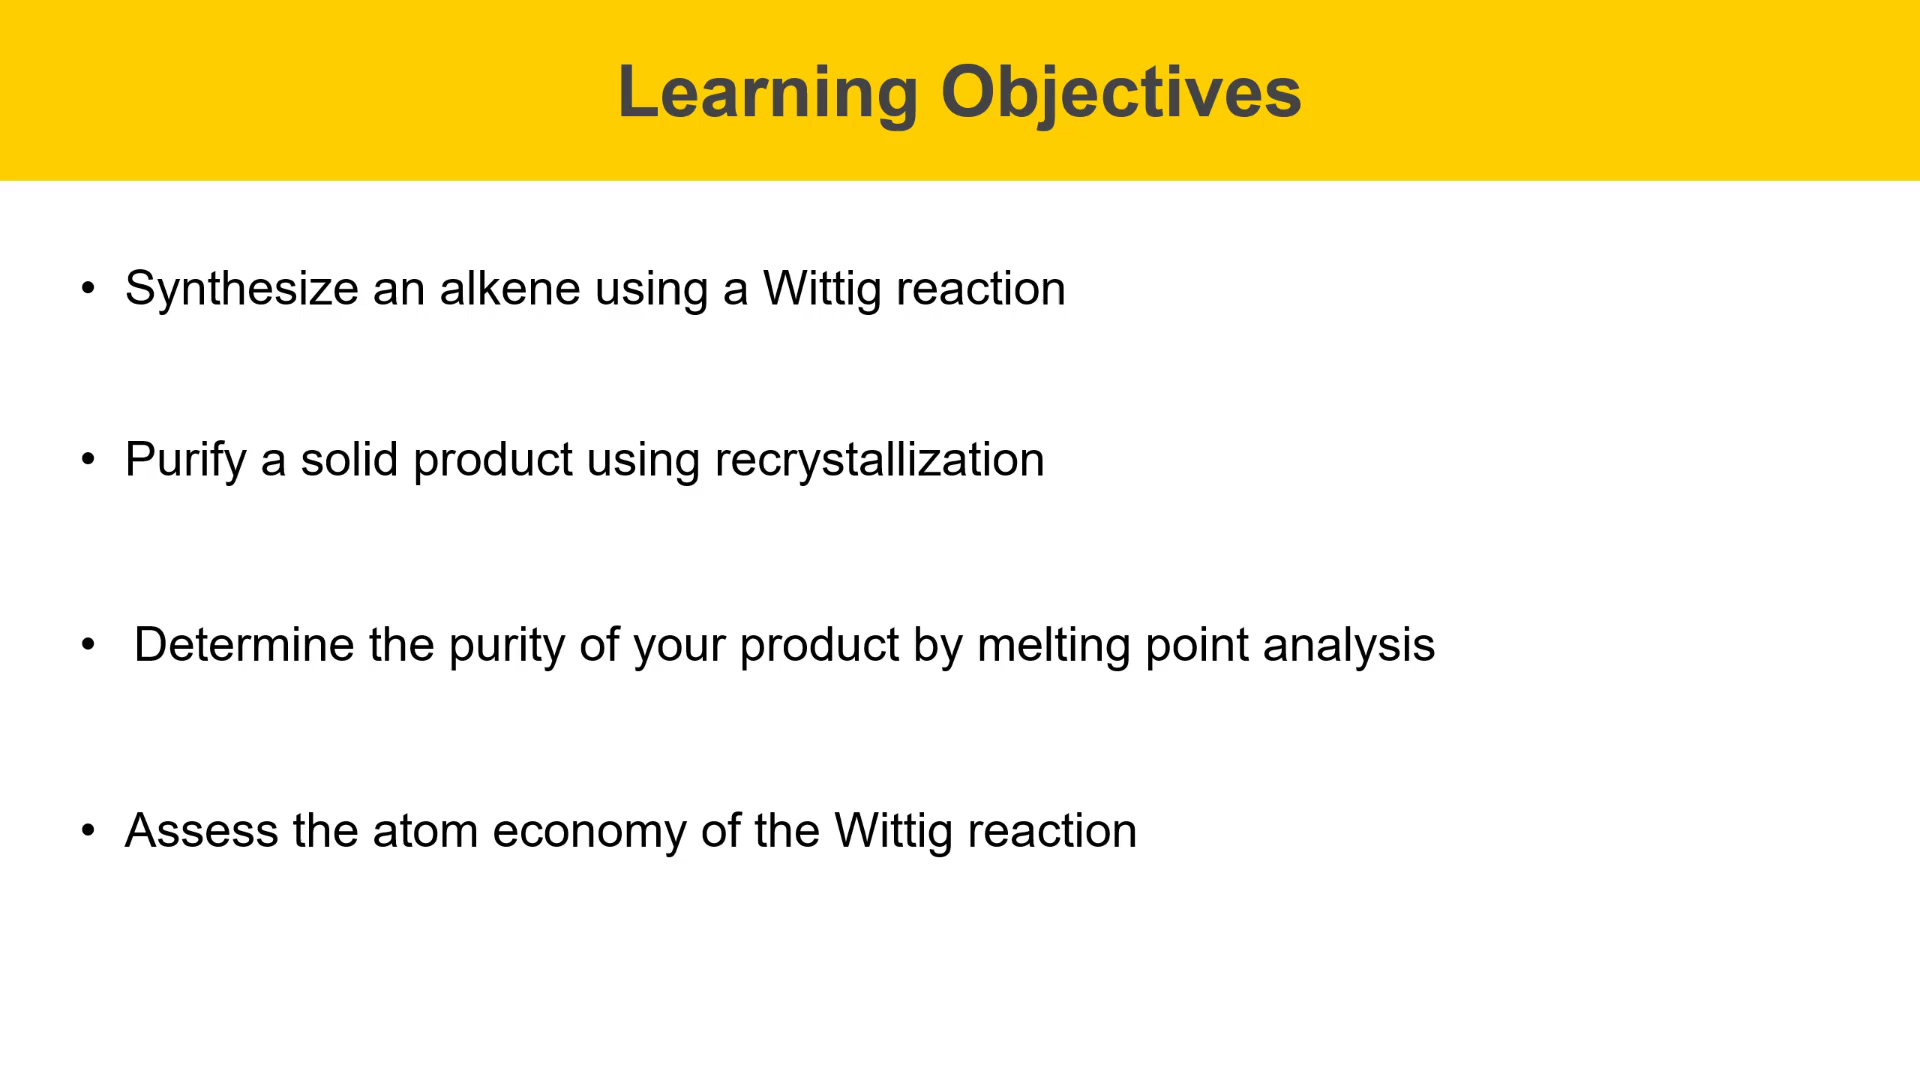 Learning Objectives
• Synthesize an alkene using a Wittig reaction
• Purify a solid product using recrystallization
• Determine the purity of your product by melting point analysis
• Assess the atom economy of the Wittig reaction